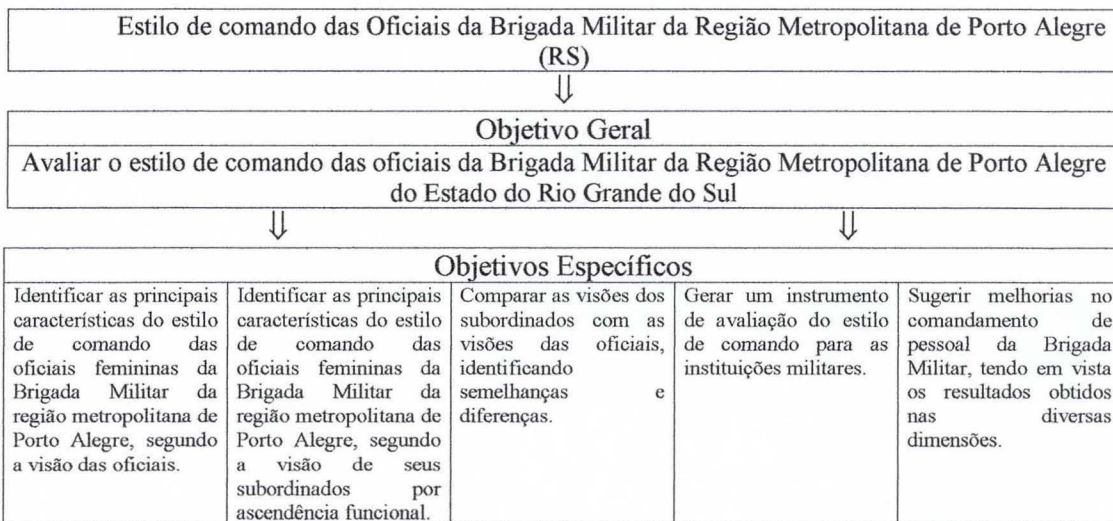 Estilo de comando das Oficiais da Brigada Militar da Região Metropolitana de Porto Alegre
(RS)
Objetivo Geral
Avaliar o estilo de comando das oficiais da Brigada Militar da Região Metropolitana de Porto Alegre
do Estado do Rio Grande do Sul
Objetivos Específicos
Identificar as principais
características do estilo
de comando das
oficiais femininas da
Brigada Militar da
região metropolitana de
Porto Alegre, segundo
a visão das oficiais.
Identificar as principais
características do estilo
de comando das
oficiais femininas da
Brigada Militar da
região metropolitana de
Porto Alegre, segundo
a visão de seus
subordinados por
ascendência funcional.
Comparar as visões dos
subordinados com as
visões das oficiais,
identificando
semelhanças e
diferenças.
Gerar um instrumento
de avaliação do estilo
de comando para as
instituições militares.
Sugerir melhorias no
comandamento de
pessoal da Brigada
Militar, tendo em vista
os resultados obtidos
nas diversas
dimensões.